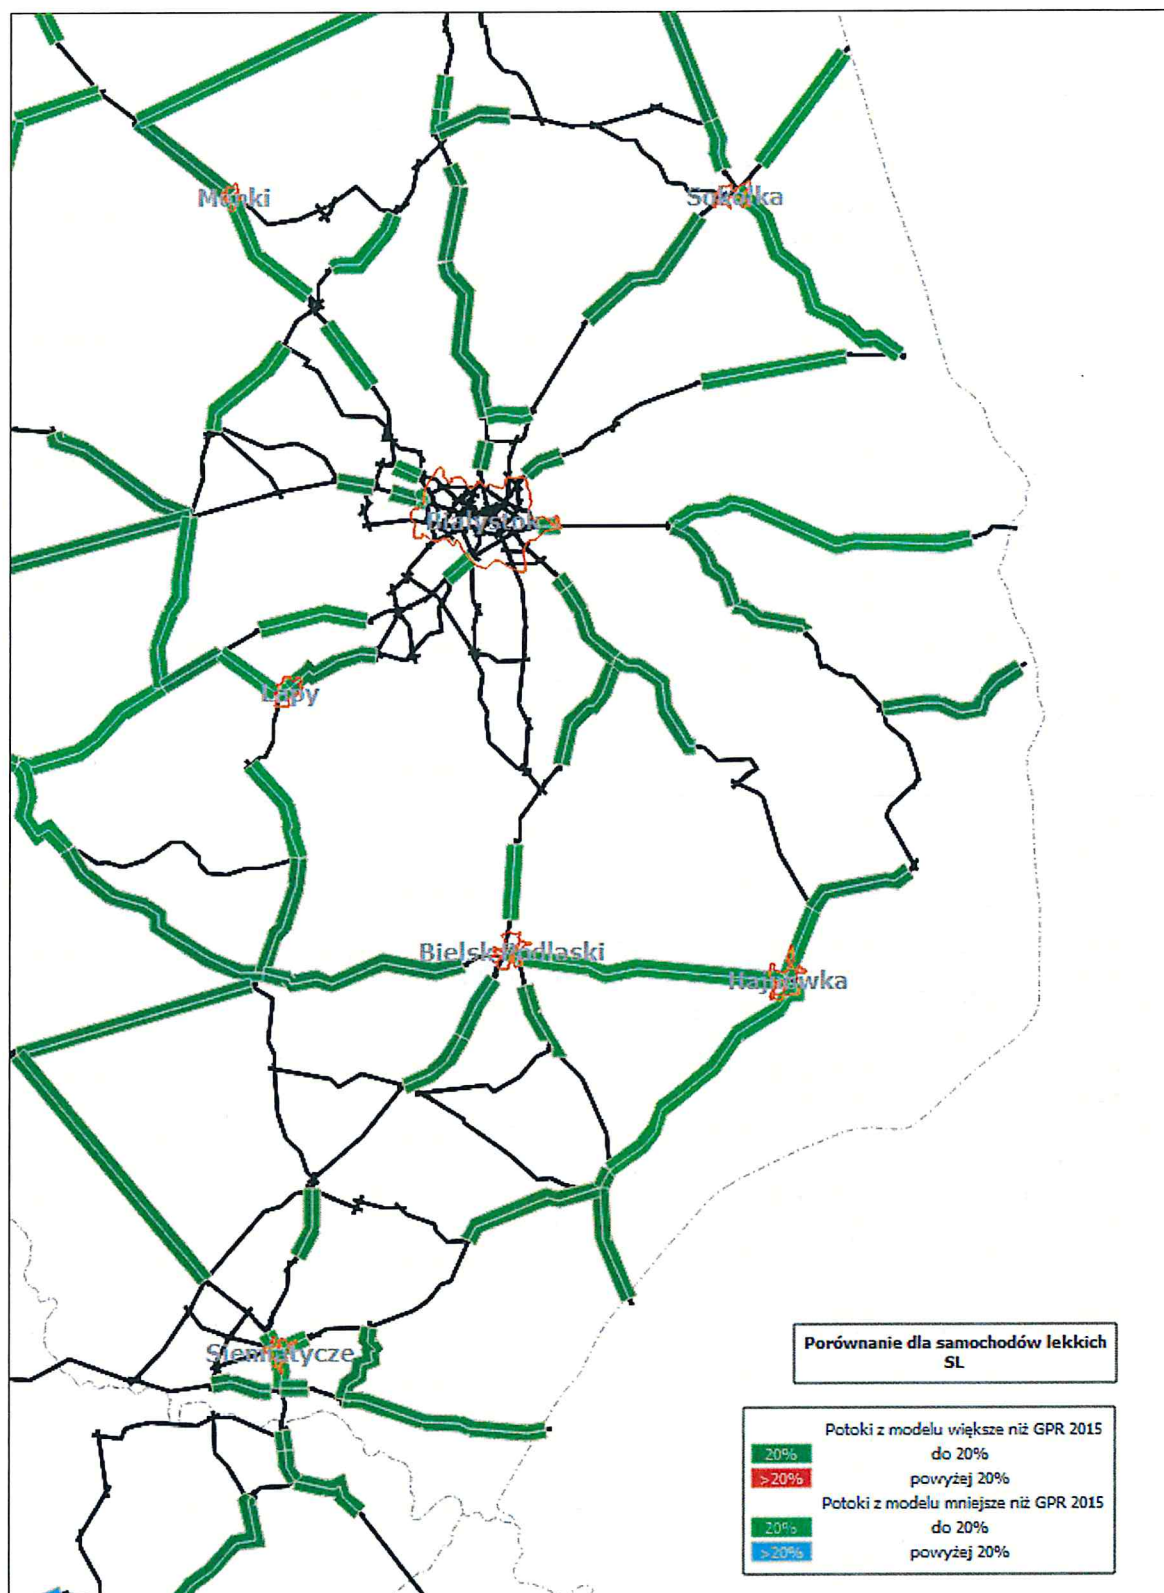 Mońki
Sokółka
Białystok
Łapy
Bielsk Podlaski
Hajnówka
Siemiatycze
Porównanie dla samochodów lekkich
SL
Potoki z modelu większe niż GPR 2015
20% do 20%
>20% powyżej 20%
Potoki z modelu mniejsze niż GPR 2015
20% do 20%
>20% powyżej 20%